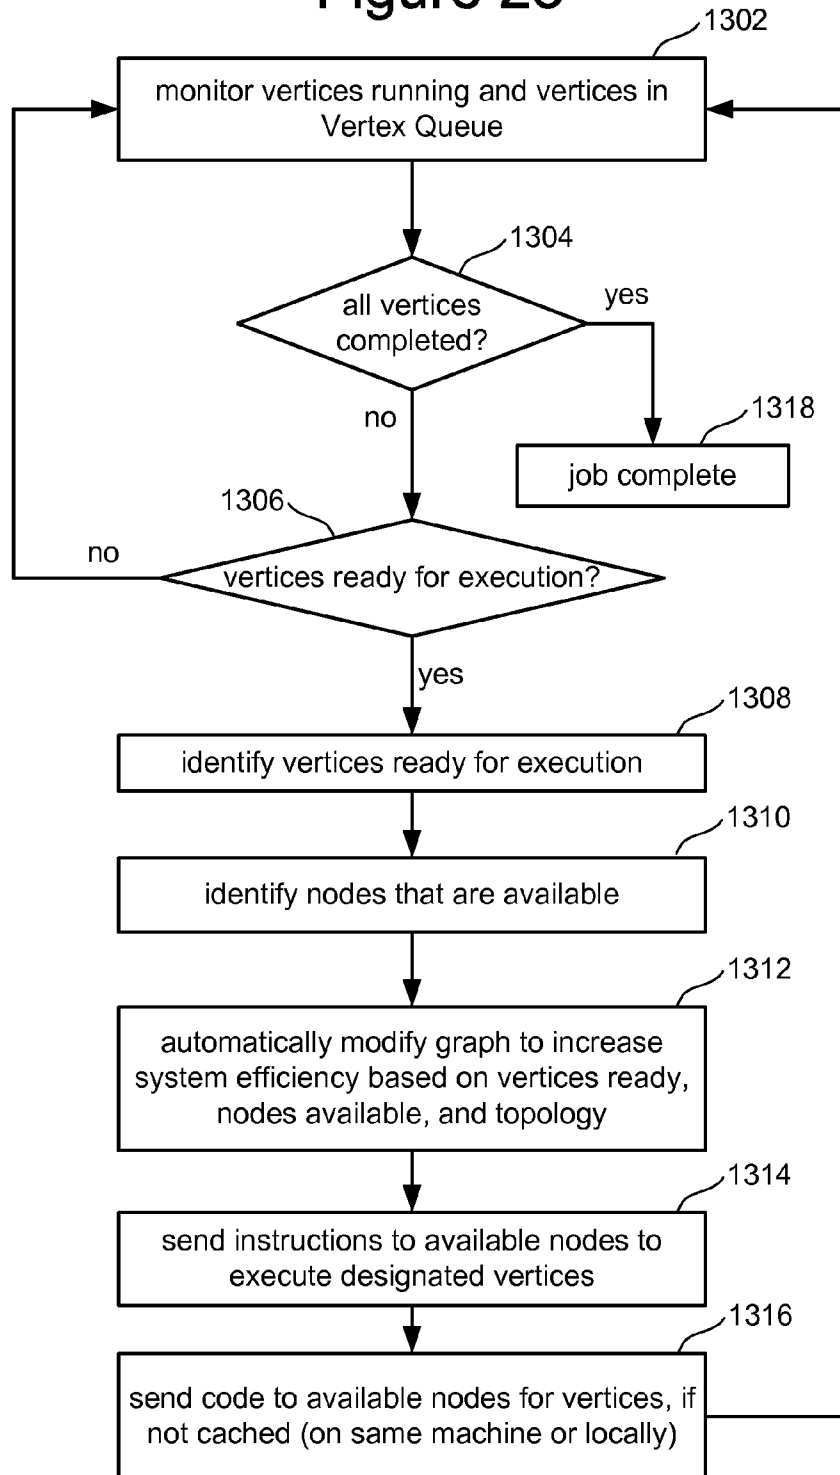 1302
monitor vertices running and vertices in
Vertex Queue
1304
all vertices
completed?
yes
no
1318
job complete
1306
no
vertices ready for execution?
yes
1308
identify vertices ready for execution
1310
identify nodes that are available
1312
automatically modify graph to increase
system efficiency based on vertices ready,
nodes available, and topology
1314
send instructions to available nodes to
execute designated vertices
1316
send code to available nodes for vertices, if
not cached (on same machine or locally)